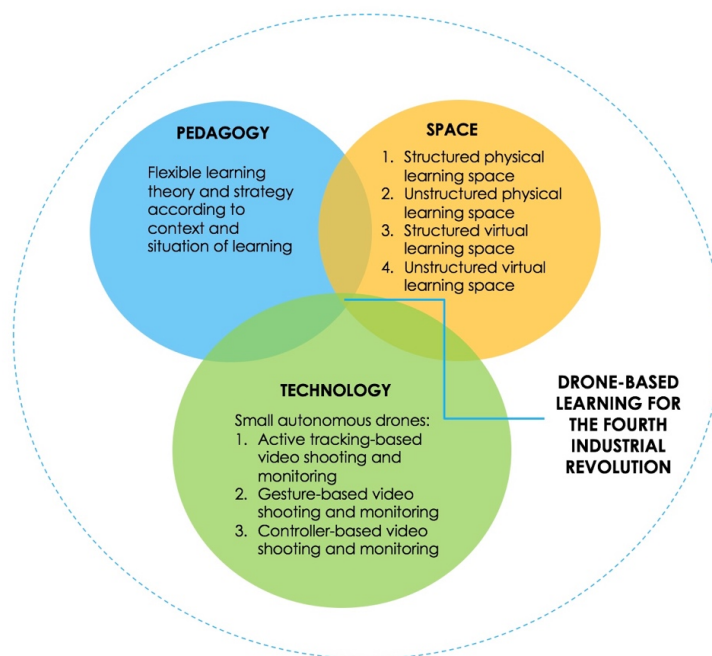 PEDAGOGY
Flexible learning
theory and strategy
according to
context and
situation of learning
SPACE
1. Structured physical
learning space
2. Unstructured physical
learning space
3. Structured virtual
learning space
4. Unstructured virtual
learning space
TECHNOLOGY
Small autonomous drones:
1. Active tracking-based
video shooting and
monitoring
2. Gesture-based video
shooting and monitoring
3. Controller-based video
shooting and monitoring
DRONE-BASED
LEARNING FOR
THE FOURTH
INDUSTRIAL
REVOLUTION